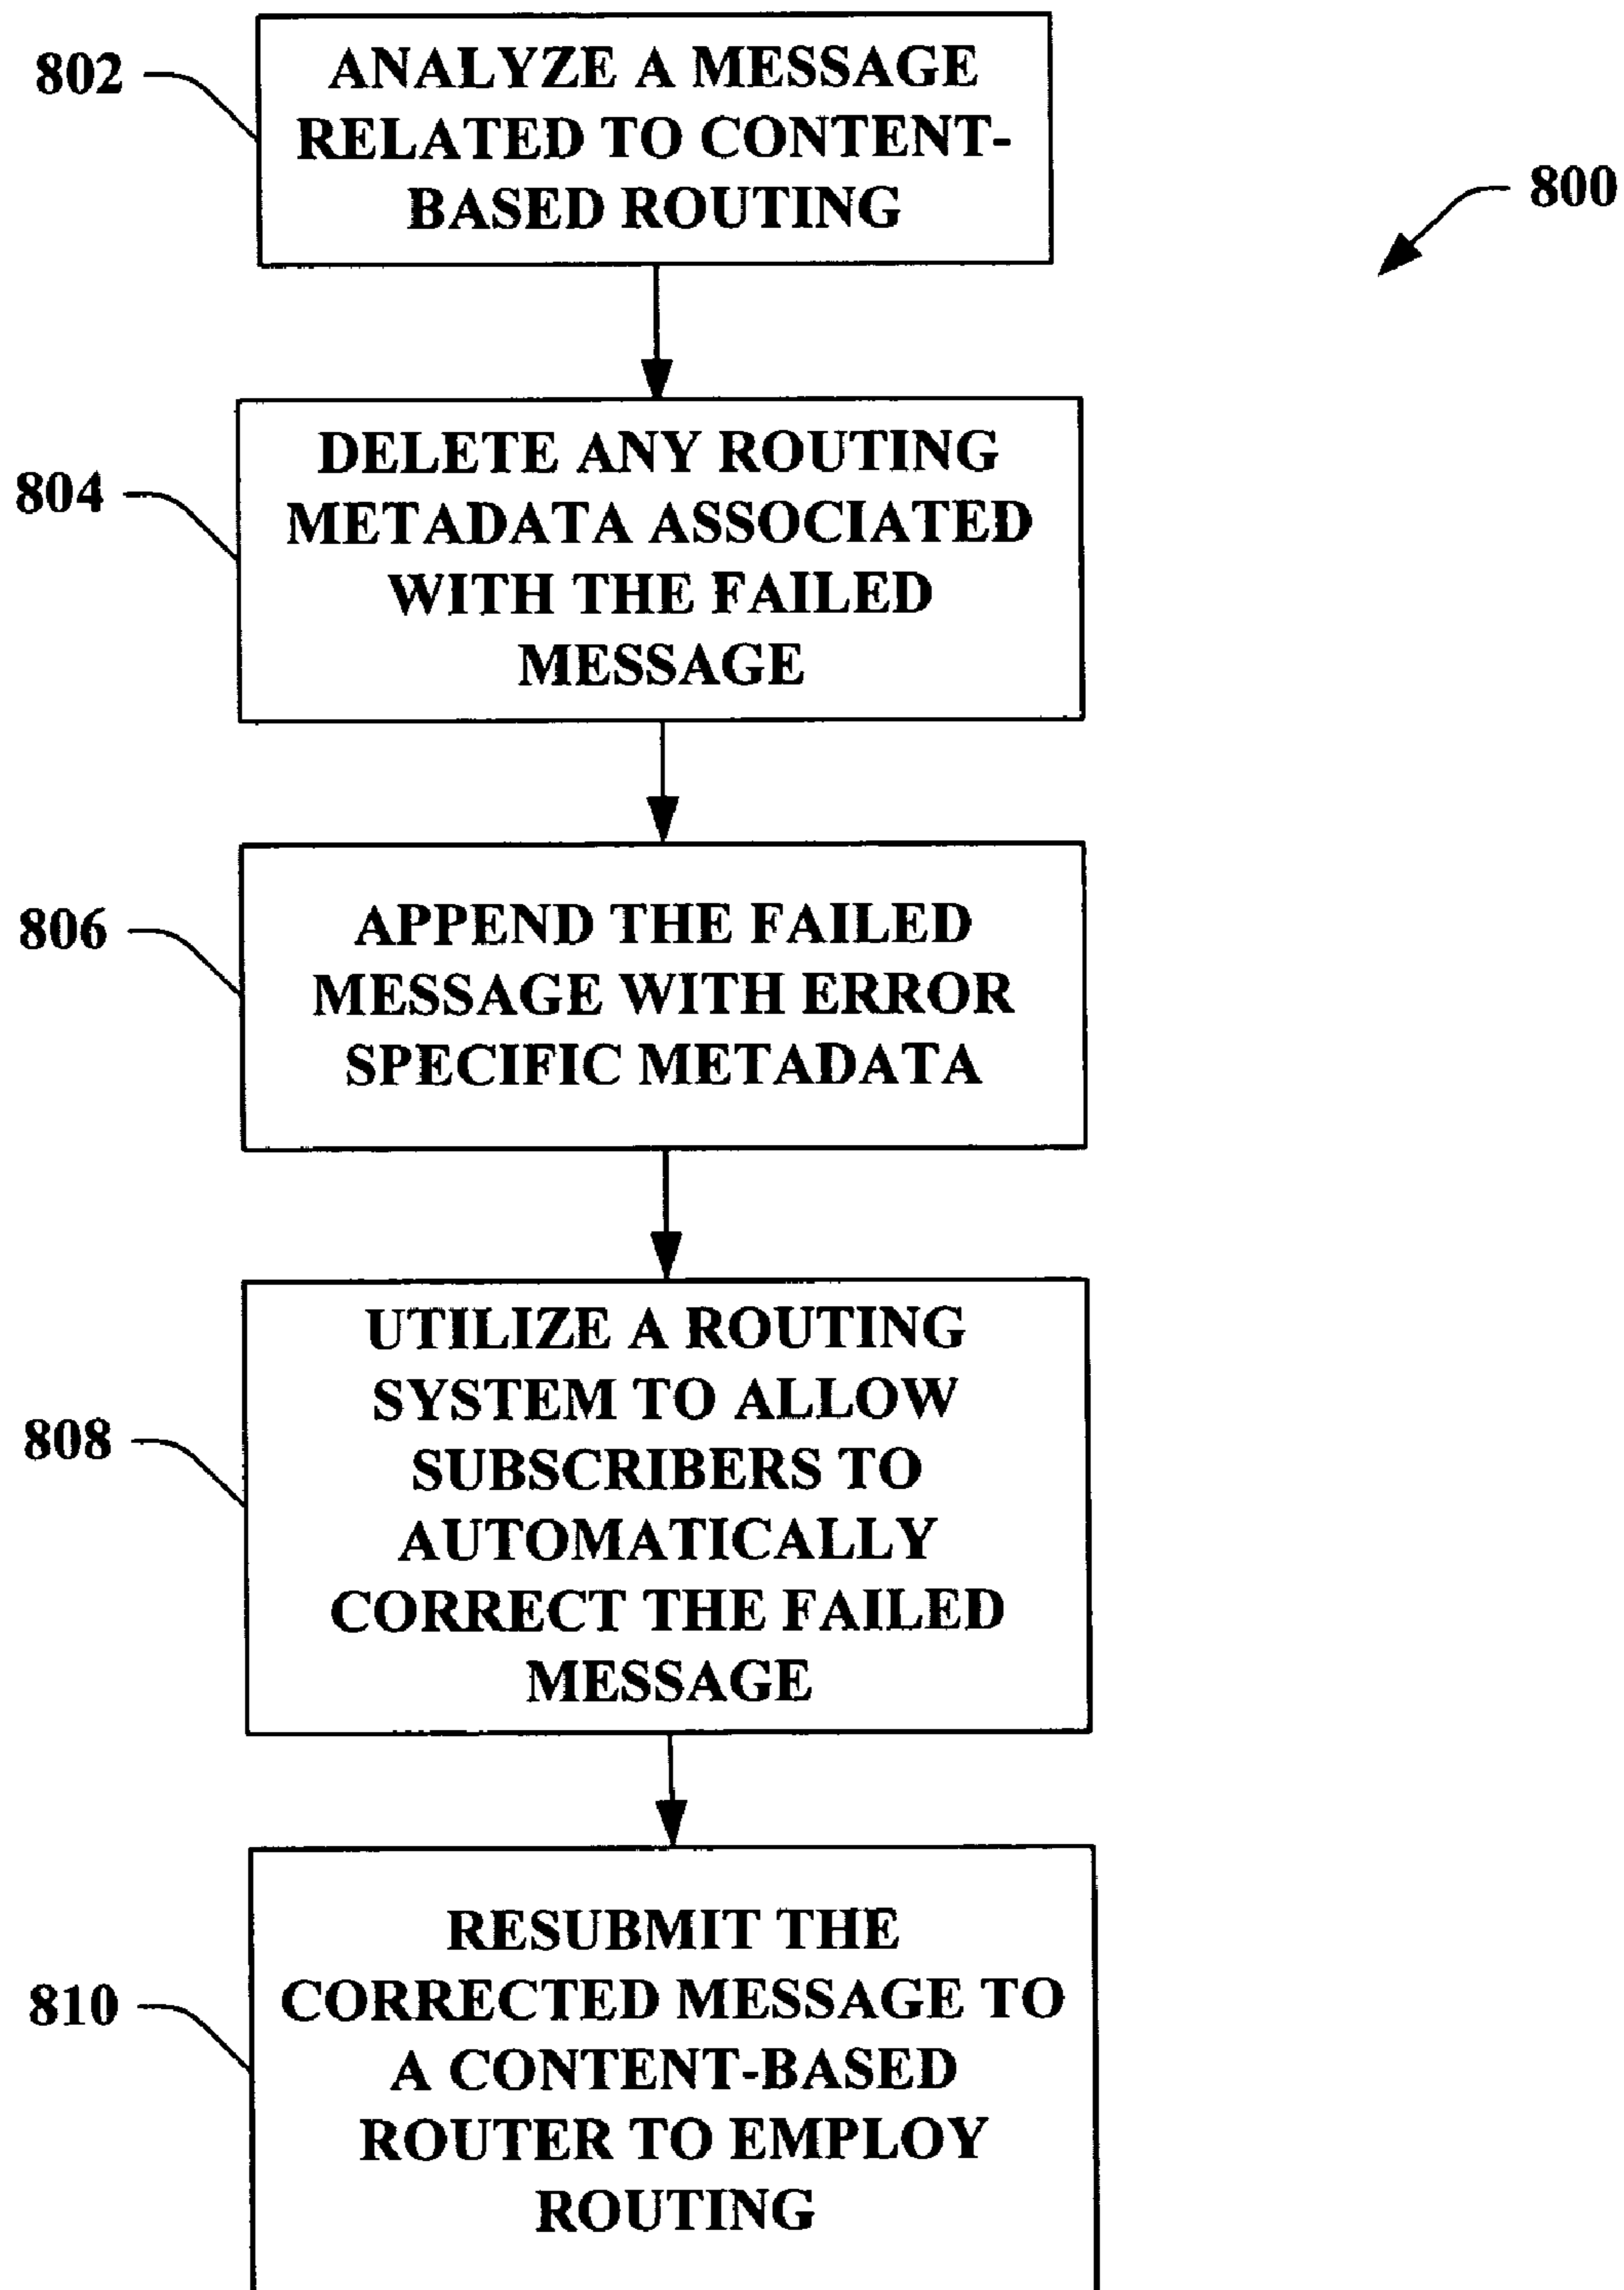 802
ANALYZE A MESSAGE
RELATED TO CONTENT-
BASED ROUTING
800
804
DELETE ANY ROUTING
METADATA ASSOCIATED
WITH THE FAILED
MESSAGE
806
APPEND THE FAILED
MESSAGE WITH ERROR
SPECIFIC METADATA
808
UTILIZE A ROUTING
SYSTEM TO ALLOW
SUBSCRIBERS TO
AUTOMATICALLY
CORRECT THE FAILED
MESSAGE
810
RESUBMIT THE
CORRECTED MESSAGE TO
A CONTENT-BASED
ROUTER TO EMPLOY
ROUTING